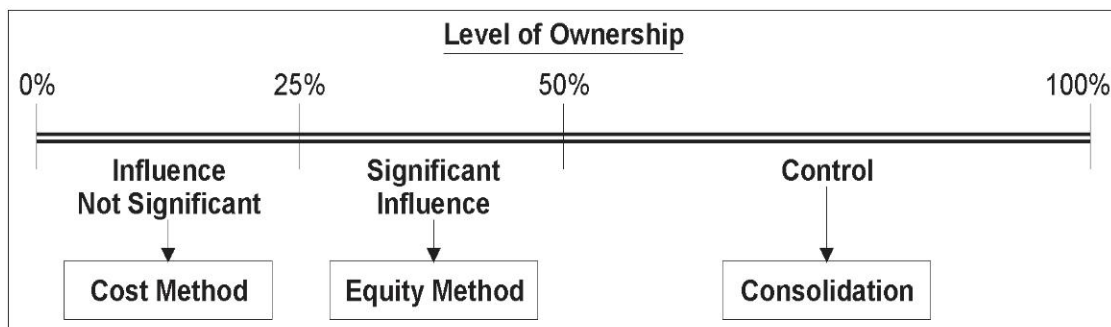 Level of Ownership
0% 25% 50% 100%
Influence Significant Control
Not Significant Influence
Cost Method Equity Method Consolidation